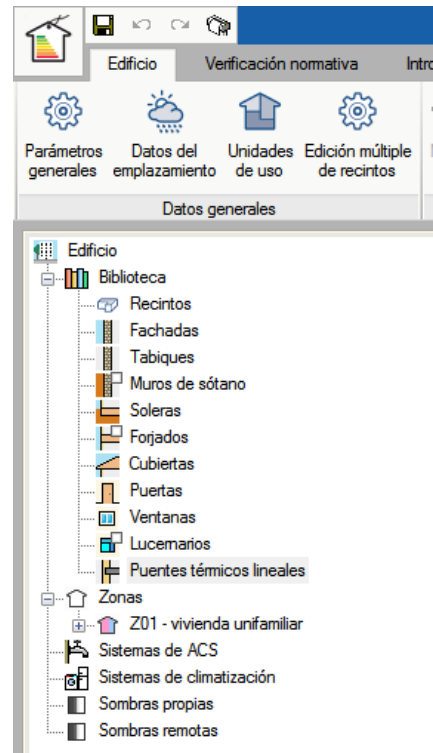 Edificio
Verificación normativa
Parámetros generales
Datos del emplazamiento
Unidades de uso
Edición múltiple de recintos
Datos generales
Edificio
Biblioteca
Recintos
Fachadas
Tabiques
Muros de sótano
Soleras
Forjados
Cubiertas
Puertas
Ventanas
Lucernarios
Puentes térmicos lineales
Zonas
Z01 - vivienda unifamiliar
Sistemas de ACS
Sistemas de climatización
Sombras propias
Sombras remotas